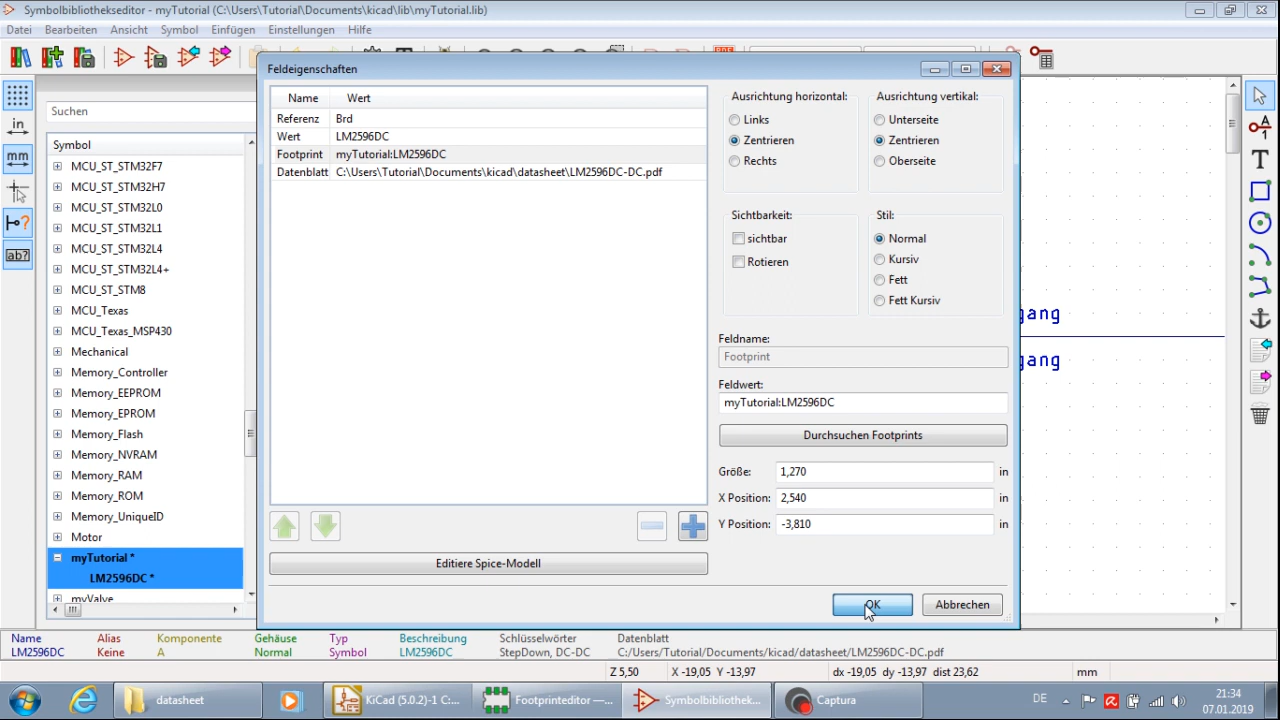 Symbolbibliothekseditor - myTutorial (C:\Users\Tutorial\Documents\kicad\lib\myTutorial.lib)
Datei Bearbeiten Ansicht Symbol Einfügen Einstellungen Hilfe
Feldeigenschaften
in
mm
ab?
Suchen
Symbol
MCU_ST_STM32F7
MCU_ST_STM32H7
MCU_ST_STM32L0
MCU_ST_STM32L1
MCU_ST_STM32L4
MCU_ST_STM32L4+
MCU_ST_STM8
MCU_Texas
MCU_Texas_MSP430
Mechanical
Memory_Controller
Memory_EEPROM
Memory_EPROM
Memory_Flash
Memory_NVRAM
Memory_RAM
Memory_ROM
Memory_UniqueID
Motor
myTutorial *
LM2596DC *
myValve
Name Wert
Referenz Brd
Wert LM2596DC
Footprint myTutorial:LM2596DC
Datenblatt C:\Users\Tutorial\Documents\kicad\datasheet\LM2596DC-DC.pdf
Editiere Spice-Modell
Ausrichtung horizontal:
Links
Zentrieren
Rechts
Ausrichtung vertikal:
Unterseite
Zentrieren
Oberseite
Sichtbarkeit:
sichtbar
Rotieren
Stil:
Normal
Kursiv
Fett
Fett Kursiv
Feldname:
Footprint
Feldwert:
myTutorial:LM2596DC
Durchsuchen Footprints
Größe: 1,270 in
X Position: 2,540 in
Y Position: -3,810 in
OK Abbrechen
gang
gang
A
T
Name Alias Komponente Gehäuse Typ Beschreibung Schlüsselwörter Datenblatt
LM2596DC Keine A Normal Symbol LM2596DC StepDown, DC-DC C:/Users/Tutorial/Documents/kicad/datasheet/LM2596DC-DC.pdf
Z 5,50 X -19,05 Y -13,97 dx -19,05 dy -13,97 dist 23,62 mm
datasheet KiCad (5.0.2)-1 C:... Footprinteditor —... Symbolbibliothek... Captura DE 21:34
07.01.2019